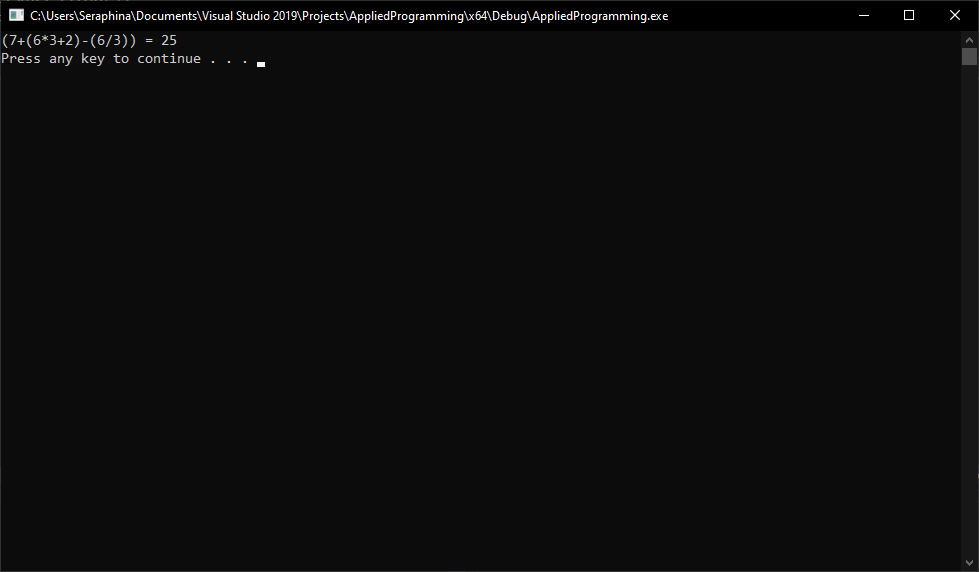 C:\Users\Seraphina\Documents\Visual Studio 2019\Projects\AppliedProgramming\x64\Debug\AppliedProgramming.exe
(7+(6*3+2)-(6/3)) = 25
Press any key to continue . . .